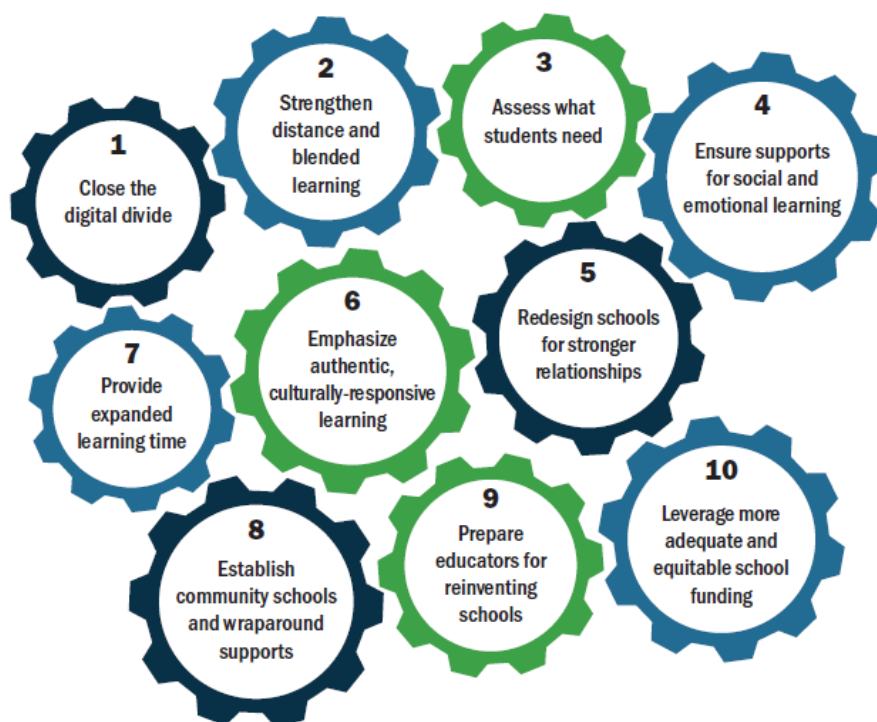 1
Close the
digital divide
2
Strengthen
distance and
blended
learning
3
Assess what
students need
4
Ensure supports
for social and
emotional learning
5
Redesign schools
for stronger
relationships
6
Emphasize
authentic,
culturally-responsive
learning
7
Provide
expanded
learning time
8
Establish
community schools
and wraparound
supports
9
Prepare
educators for
reinventing
schools
10
Leverage more
adequate and
equitable school
funding